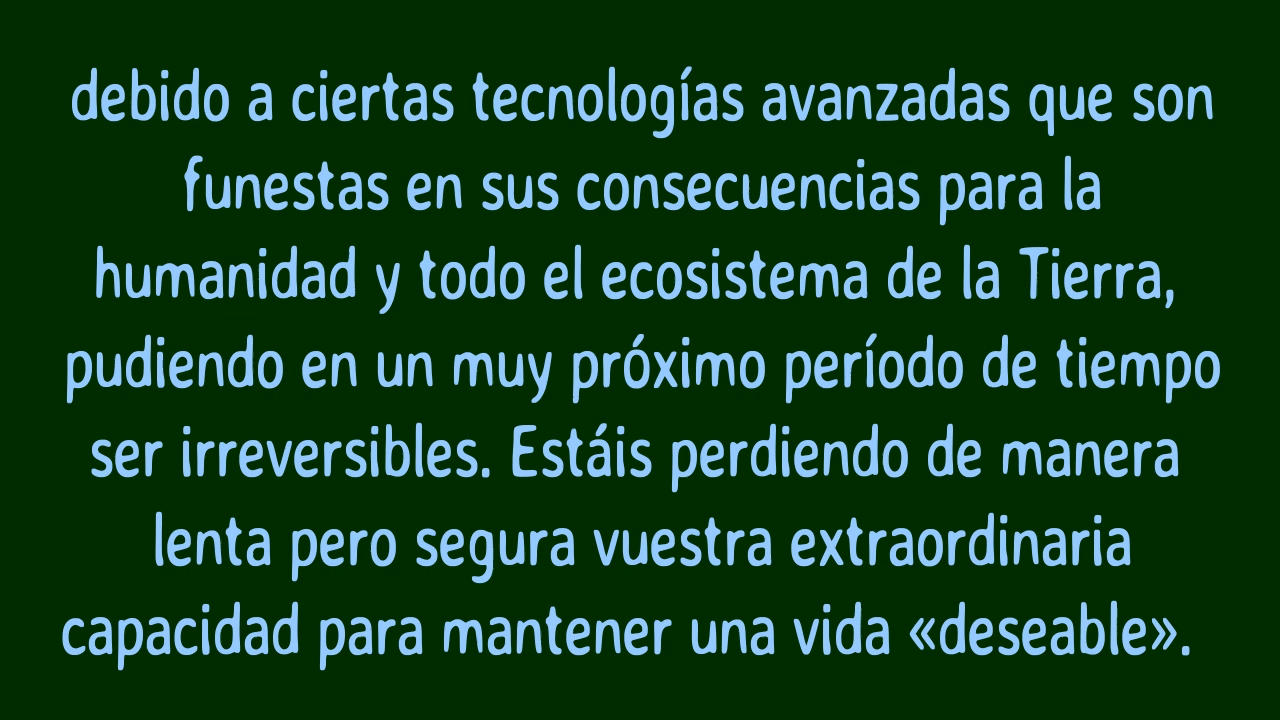 debido a ciertas tecnologías avanzadas que son
funestas en sus consecuencias para la
humanidad y todo el ecosistema de la Tierra,
pudiendo en un muy próximo período de tiempo
ser irreversibles. Estáis perdiendo de manera
lenta pero segura vuestra extraordinaria
capacidad para mantener una vida «deseable».